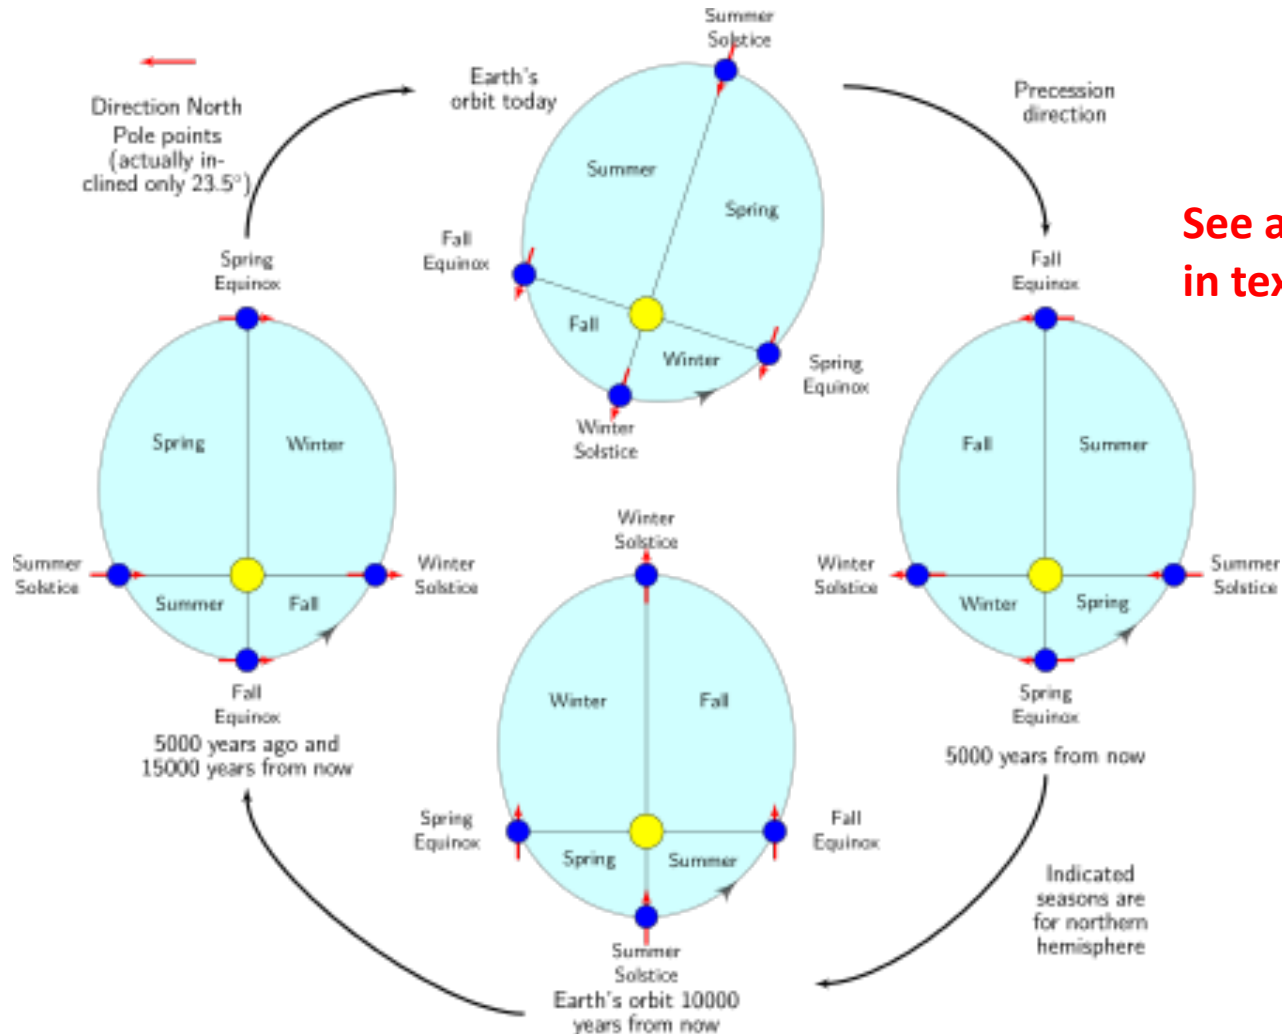 Summer
Solstice
Earth's
orbit today
Direction North
Pole points
(actually in-
clined only 23.5°)
Precession
direction
Summer
Spring
Fall
Equinox
Fall
Winter
Spring
Equinox
Winter
Solstice
See a
in tex
Spring
Equinox
Spring
Winter
Summer
Solstice
Winter
Solstice
Summer
Fall
Fall
Equinox
5000 years ago and
15000 years from now
Fall
Equinox
Fall
Summer
Winter
Solstice
Summer
Solstice
Winter
Spring
Spring
Equinox
5000 years from now
Winter
Solstice
Winter
Fall
Spring
Equinox
Fall
Equinox
Spring
Summer
Summer
Solstice
Earth's orbit 10000
years from now
Indicated
seasons are
for northern
hemisphere